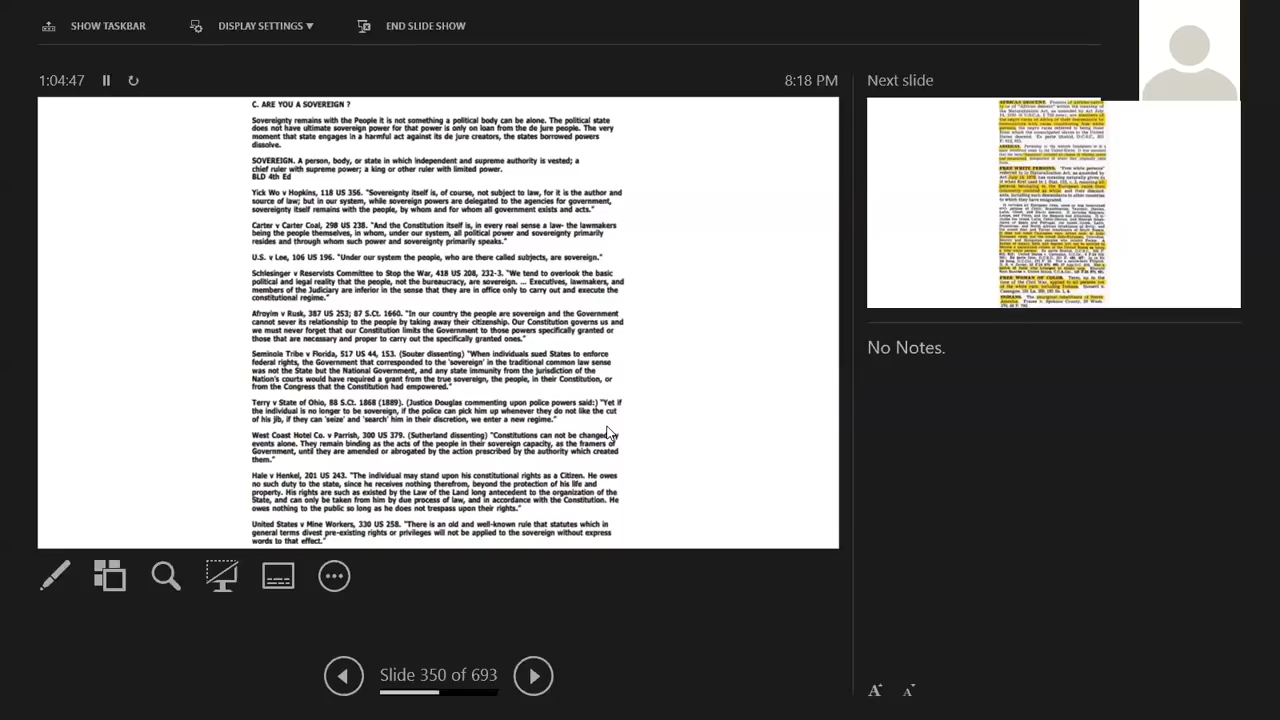 SHOW TASKBAR
DISPLAY SETTINGS ▼
END SLIDE SHOW
1:04:47
8:18 PM
C. ARE YOU A SOVEREIGN ?
Sovereignty remains with the People it is not something a political body can be alone. The political state
does not have ultimate sovereign power for that power is only on loan from the de jure people. The very
moment that state engages in a harmful act against its de jure creators, the states borrowed powers
dissolve.
SOVEREIGN. A person, body, or state in which independent and supreme authority is vested; a
chief ruler with supreme power; a king or other ruler with limited power.
BLD 4th Ed
Yick Wo v Hopkins, 118 US 356. "Sovereignty itself is, of course, not subject to law, for it is the author and
source of law; but in our system, while sovereign powers are delegated to the agencies for government,
sovereignty itself remains with the people, by whom and for whom all government exists and acts."
Carter v Carter Coal, 298 US 238. "And the Constitution itself is, in every real sense a law- the lawmakers
being the people themselves, in whom, under our system, all political power and sovereignty primarily
resides and through whom such power and sovereignty primarily speaks."
U.S. v Lee, 106 US 196. "Under our system the people, who are there called subjects, are sovereign."
Schlesinger v Reservists Committee to Stop the War, 418 US 208, 232-3. "We tend to overlook the basic
political and legal reality that the people, not the bureaucracy, are sovereign. ... Executives, lawmakers, and
members of the Judiciary are inferior in the sense that they are in office only to carry out and execute the
constitutional regime."
Afroyim v Rusk, 387 US 253; 87 S.Ct. 1660. "In our country the people are sovereign and the Government
cannot sever its relationship to the people by taking away their citizenship. Our Constitution governs us and
we must never forget that our Constitution limits the Government to those powers specifically granted or
those that are necessary and proper to carry out the specifically granted ones."
Seminole Tribe v Florida, 517 US 44, 153. (Souter dissenting) "When individuals sued States to enforce
federal rights, the Government that corresponded to the 'sovereign' in the traditional common law sense
was not the State but the National Government, and any state immunity from the jurisdiction of the
Nation's courts would have required a grant from the true sovereign, the people, in their Constitution, or
from the Congress that the Constitution had empowered."
Terry v State of Ohio, 88 S.Ct. 1868 (1889). (Justice Douglas commenting upon police powers said:) "Yet if
the individual is no longer to be sovereign, if the police can pick him up whenever they do not like the cut
of his jib, if they can 'seize' and 'search' him in their discretion, we enter a new regime."
West Coast Hotel Co. v Parrish, 300 US 379. (Sutherland dissenting) "Constitutions can not be changed by
events alone. They remain binding as the acts of the people in their sovereign capacity, as the framers of
Government, until they are amended or abrogated by the action prescribed by the authority which created
them."
Hale v Henkel, 201 US 243. "The individual may stand upon his constitutional rights as a Citizen. He owes
no such duty to the state, since he receives nothing therefrom, beyond the protection of his life and
property. His rights are such as existed by the Law of the Land long antecedent to the organization of the
State, and can only be taken from him by due process of law, and in accordance with the Constitution. He
owes nothing to the public so long as he does not trespass upon their rights."
United States v Mine Workers, 330 US 258. "There is an old and well-known rule that statutes which in
general terms divest pre-existing rights or privileges will not be applied to the sovereign without express
words to that effect."
Slide 350 of 693
Next slide
AFRICAN DESCENT.
FREE WHITE PERSONS.
FREE WOMAN OF COLOR.
INDIANS.
No Notes.
A A